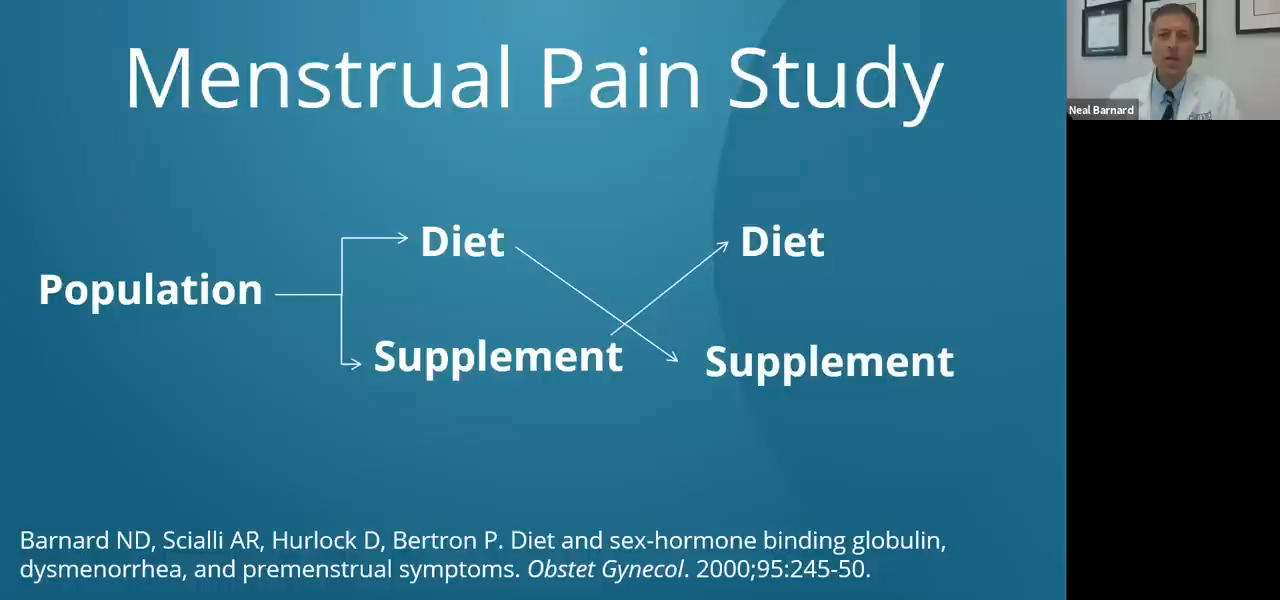 Menstrual Pain Study
Neal Barnard
Diet
Diet
Population
Supplement
Supplement
Barnard ND, Scialli AR, Hurlock D, Bertron P. Diet and sex-hormone binding globulin,
dysmenorrhea, and premenstrual symptoms. Obstet Gynecol. 2000;95:245-50.